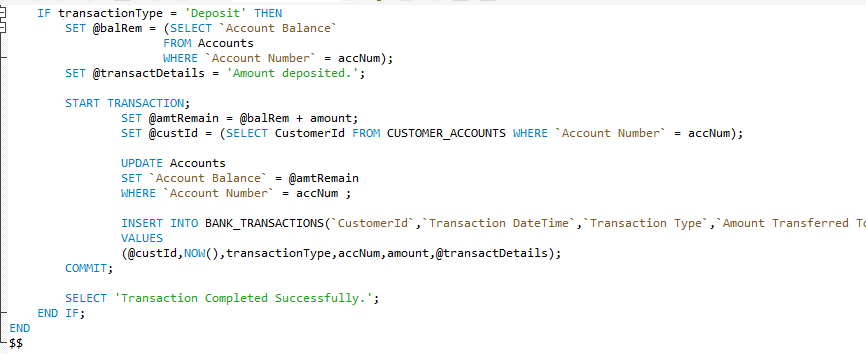 IF transactionType = 'Deposit' THEN
SET @balRem = (SELECT `Account Balance`
FROM Accounts
WHERE `Account Number` = accNum);
SET @transactDetails = 'Amount deposited.';
START TRANSACTION;
SET @amtRemain = @balRem + amount;
SET @custId = (SELECT CustomerId FROM CUSTOMER_ACCOUNTS WHERE `Account Number` = accNum);
UPDATE Accounts
SET `Account Balance` = @amtRemain
WHERE `Account Number` = accNum ;
INSERT INTO BANK_TRANSACTIONS(`CustomerId`,`Transaction DateTime`,`Transaction Type`,`Amount Transferred To
VALUES
(@custId,NOW(),transactionType,accNum,amount,@transactDetails);
COMMIT;
SELECT 'Transaction Completed Successfully.';
END IF;
END
$$